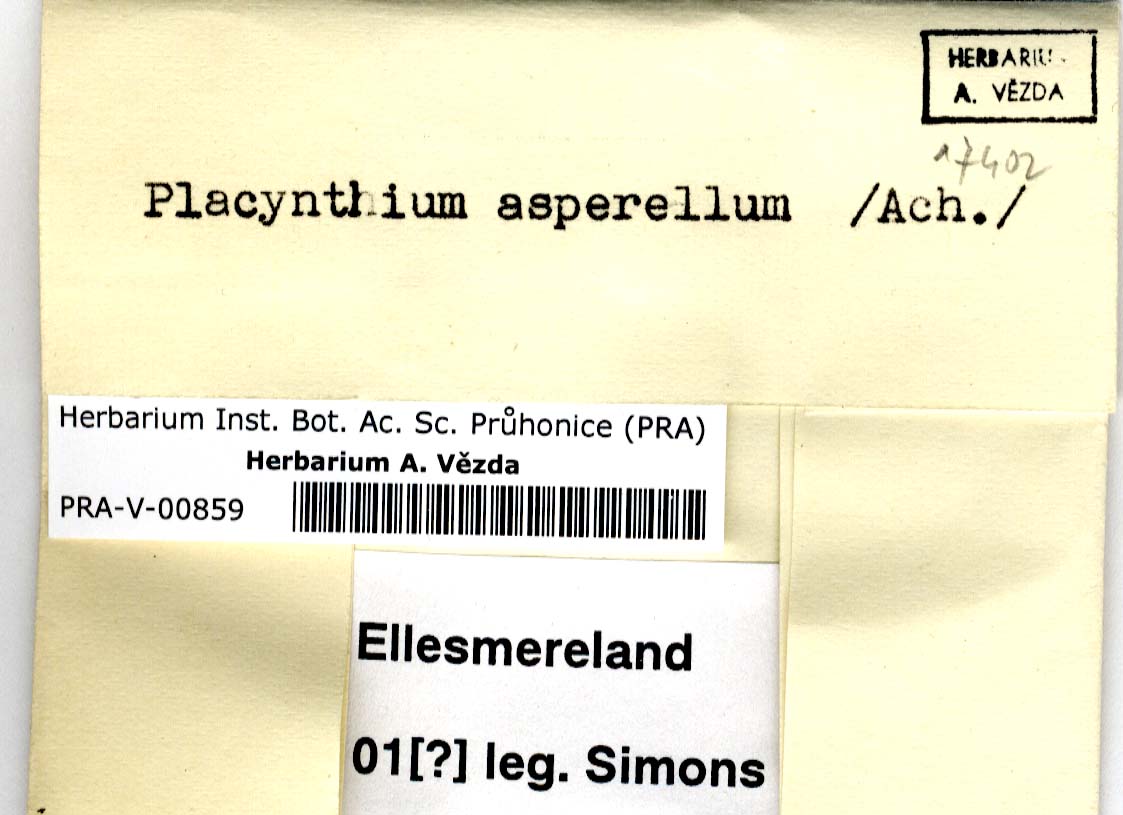 HERBARIU
A. VĚZDA
17402
Placynthium asperellum /Ach./
Herbarium Inst. Bot. Ac. Sc. Průhonice (PRA)
Herbarium A. Vězda
PRA-V-00859
Ellesmereland
01[?] leg. Simons